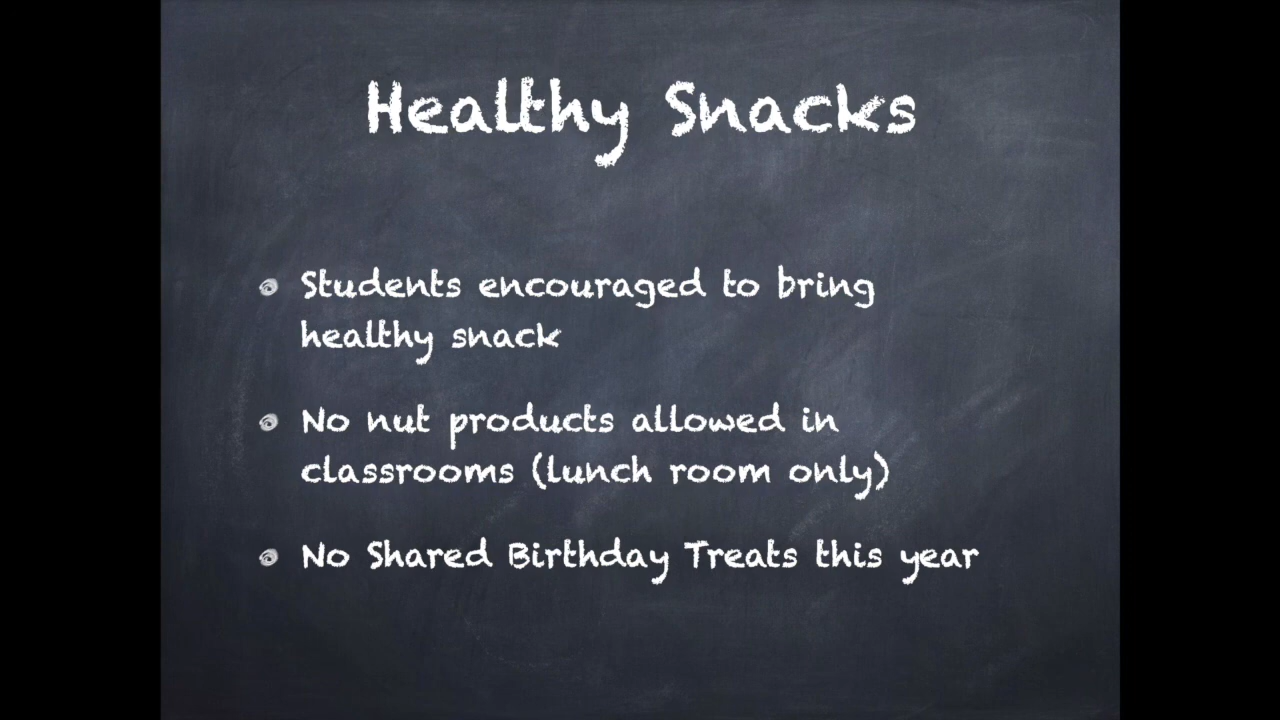 Healthy Snacks
Students encouraged to bring
healthy snack
No nut products allowed in
classrooms (lunch room only)
No Shared Birthday Treats this year